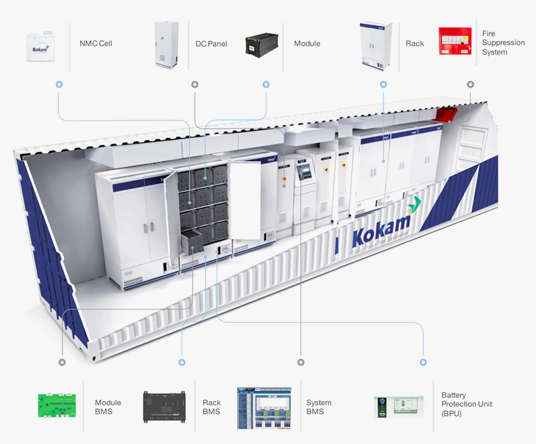 NMC Cell
DC Panel
Module
Rack
Fire
Suppression
System
Kokam
Kokam
Module
BMS
Rack
BMS
System
BMS
Battery
Protection Unit
(BPU)